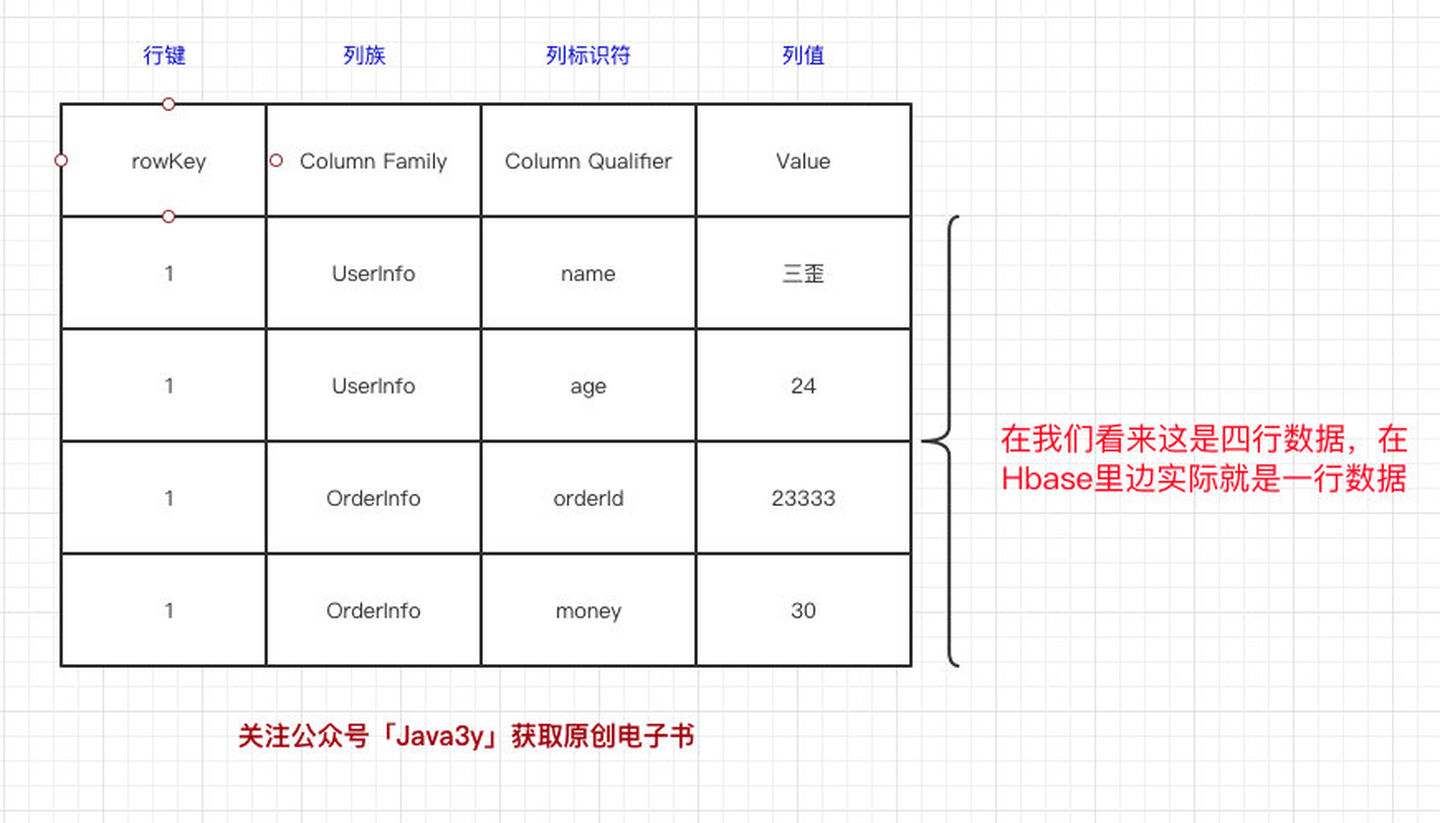 行键 列族 列标识符 列值
rowKey Column Family Column Qualifier Value
1 UserInfo name 三歪
1 UserInfo age 24
1 OrderInfo orderId 23333
1 OrderInfo money 30
在我们看来这是四行数据，在
Hbase里边实际就是一行数据
关注公众号「Java3y」获取原创电子书